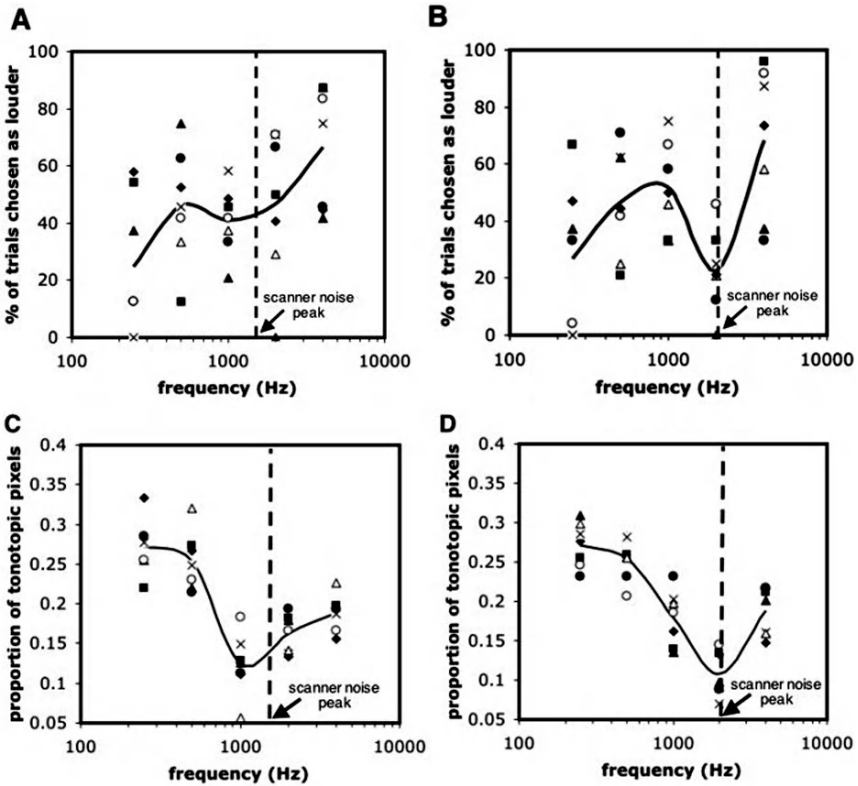 A
% of trials chosen as louder
100
80
60
40
20
0
scanner noise
peak
100
1000
10000
frequency (Hz)
B
% of trials chosen as louder
100
80
60
40
20
0
scanner noise
peak
100
1000
10000
frequency (Hz)
C
proportion of tonotopic pixels
0.4
0.35
0.3
0.25
0.2
0.15
0.1
0.05
scanner noise
peak
100
1000
10000
frequency (Hz)
D
proportion of tonotopic pixels
0.4
0.35
0.3
0.25
0.2
0.15
0.1
0.05
scanner noise
peak
100
1000
10000
frequency (Hz)